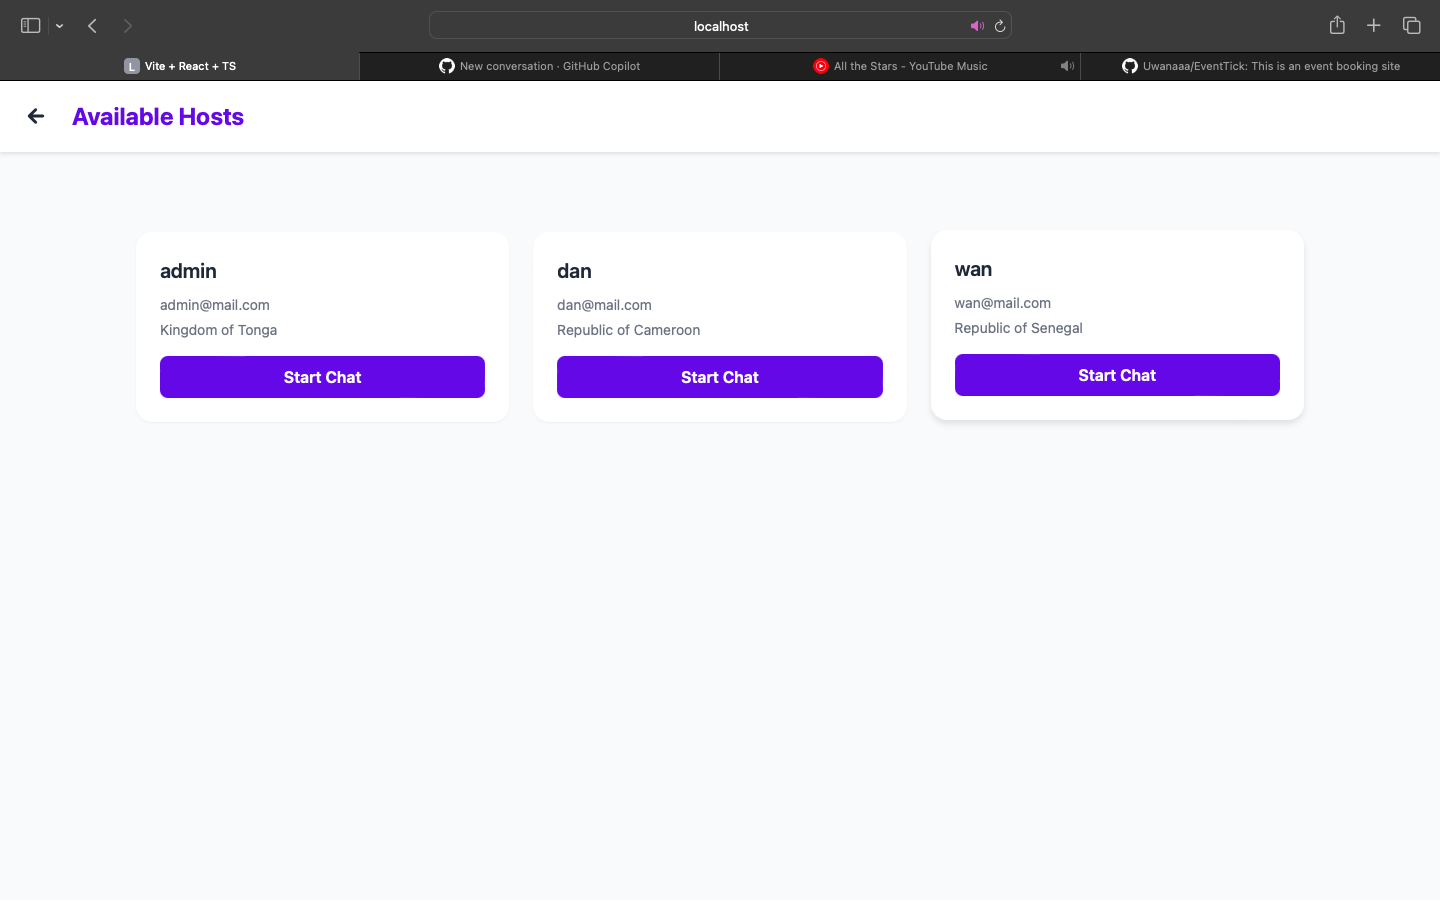 localhost
L Vite + React + TS
New conversation · GitHub Copilot
All the Stars - YouTube Music
Uwanaaa/EventTick: This is an event booking site
Available Hosts
admin
admin@mail.com
Kingdom of Tonga
Start Chat
dan
dan@mail.com
Republic of Cameroon
Start Chat
wan
wan@mail.com
Republic of Senegal
Start Chat